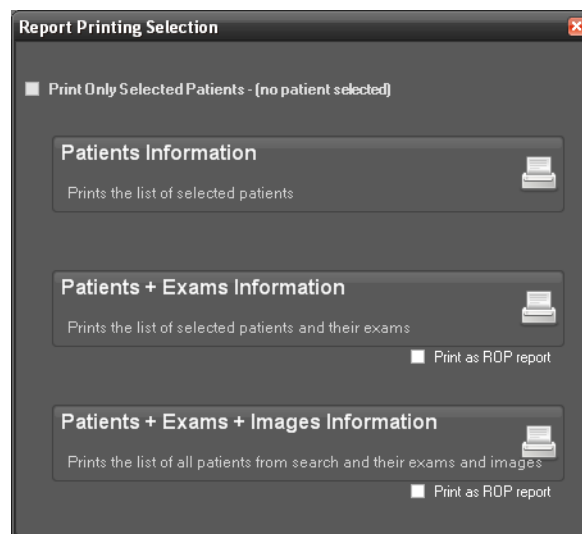 Report Printing Selection
Print Only Selected Patients - (no patient selected)
Patients Information
Prints the list of selected patients
Patients + Exams Information
Prints the list of selected patients and their exams
Print as ROP report
Patients + Exams + Images Information
Prints the list of all patients from search and their exams and images
Print as ROP report